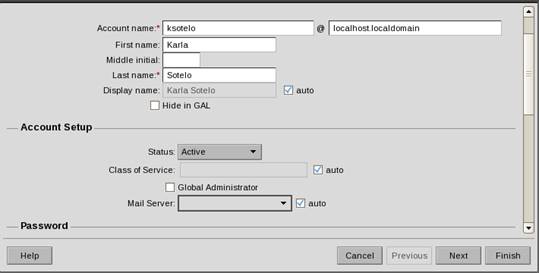 Account name:* ksotelo @ localhost.localdomain
First name: Karla
Middle initial:
Last name:* Sotelo
Display name: Karla Sotelo auto
Hide in GAL
Account Setup
Status: Active
Class of Service: auto
Global Administrator
Mail Server: auto
Password
Help Cancel Previous Next Finish